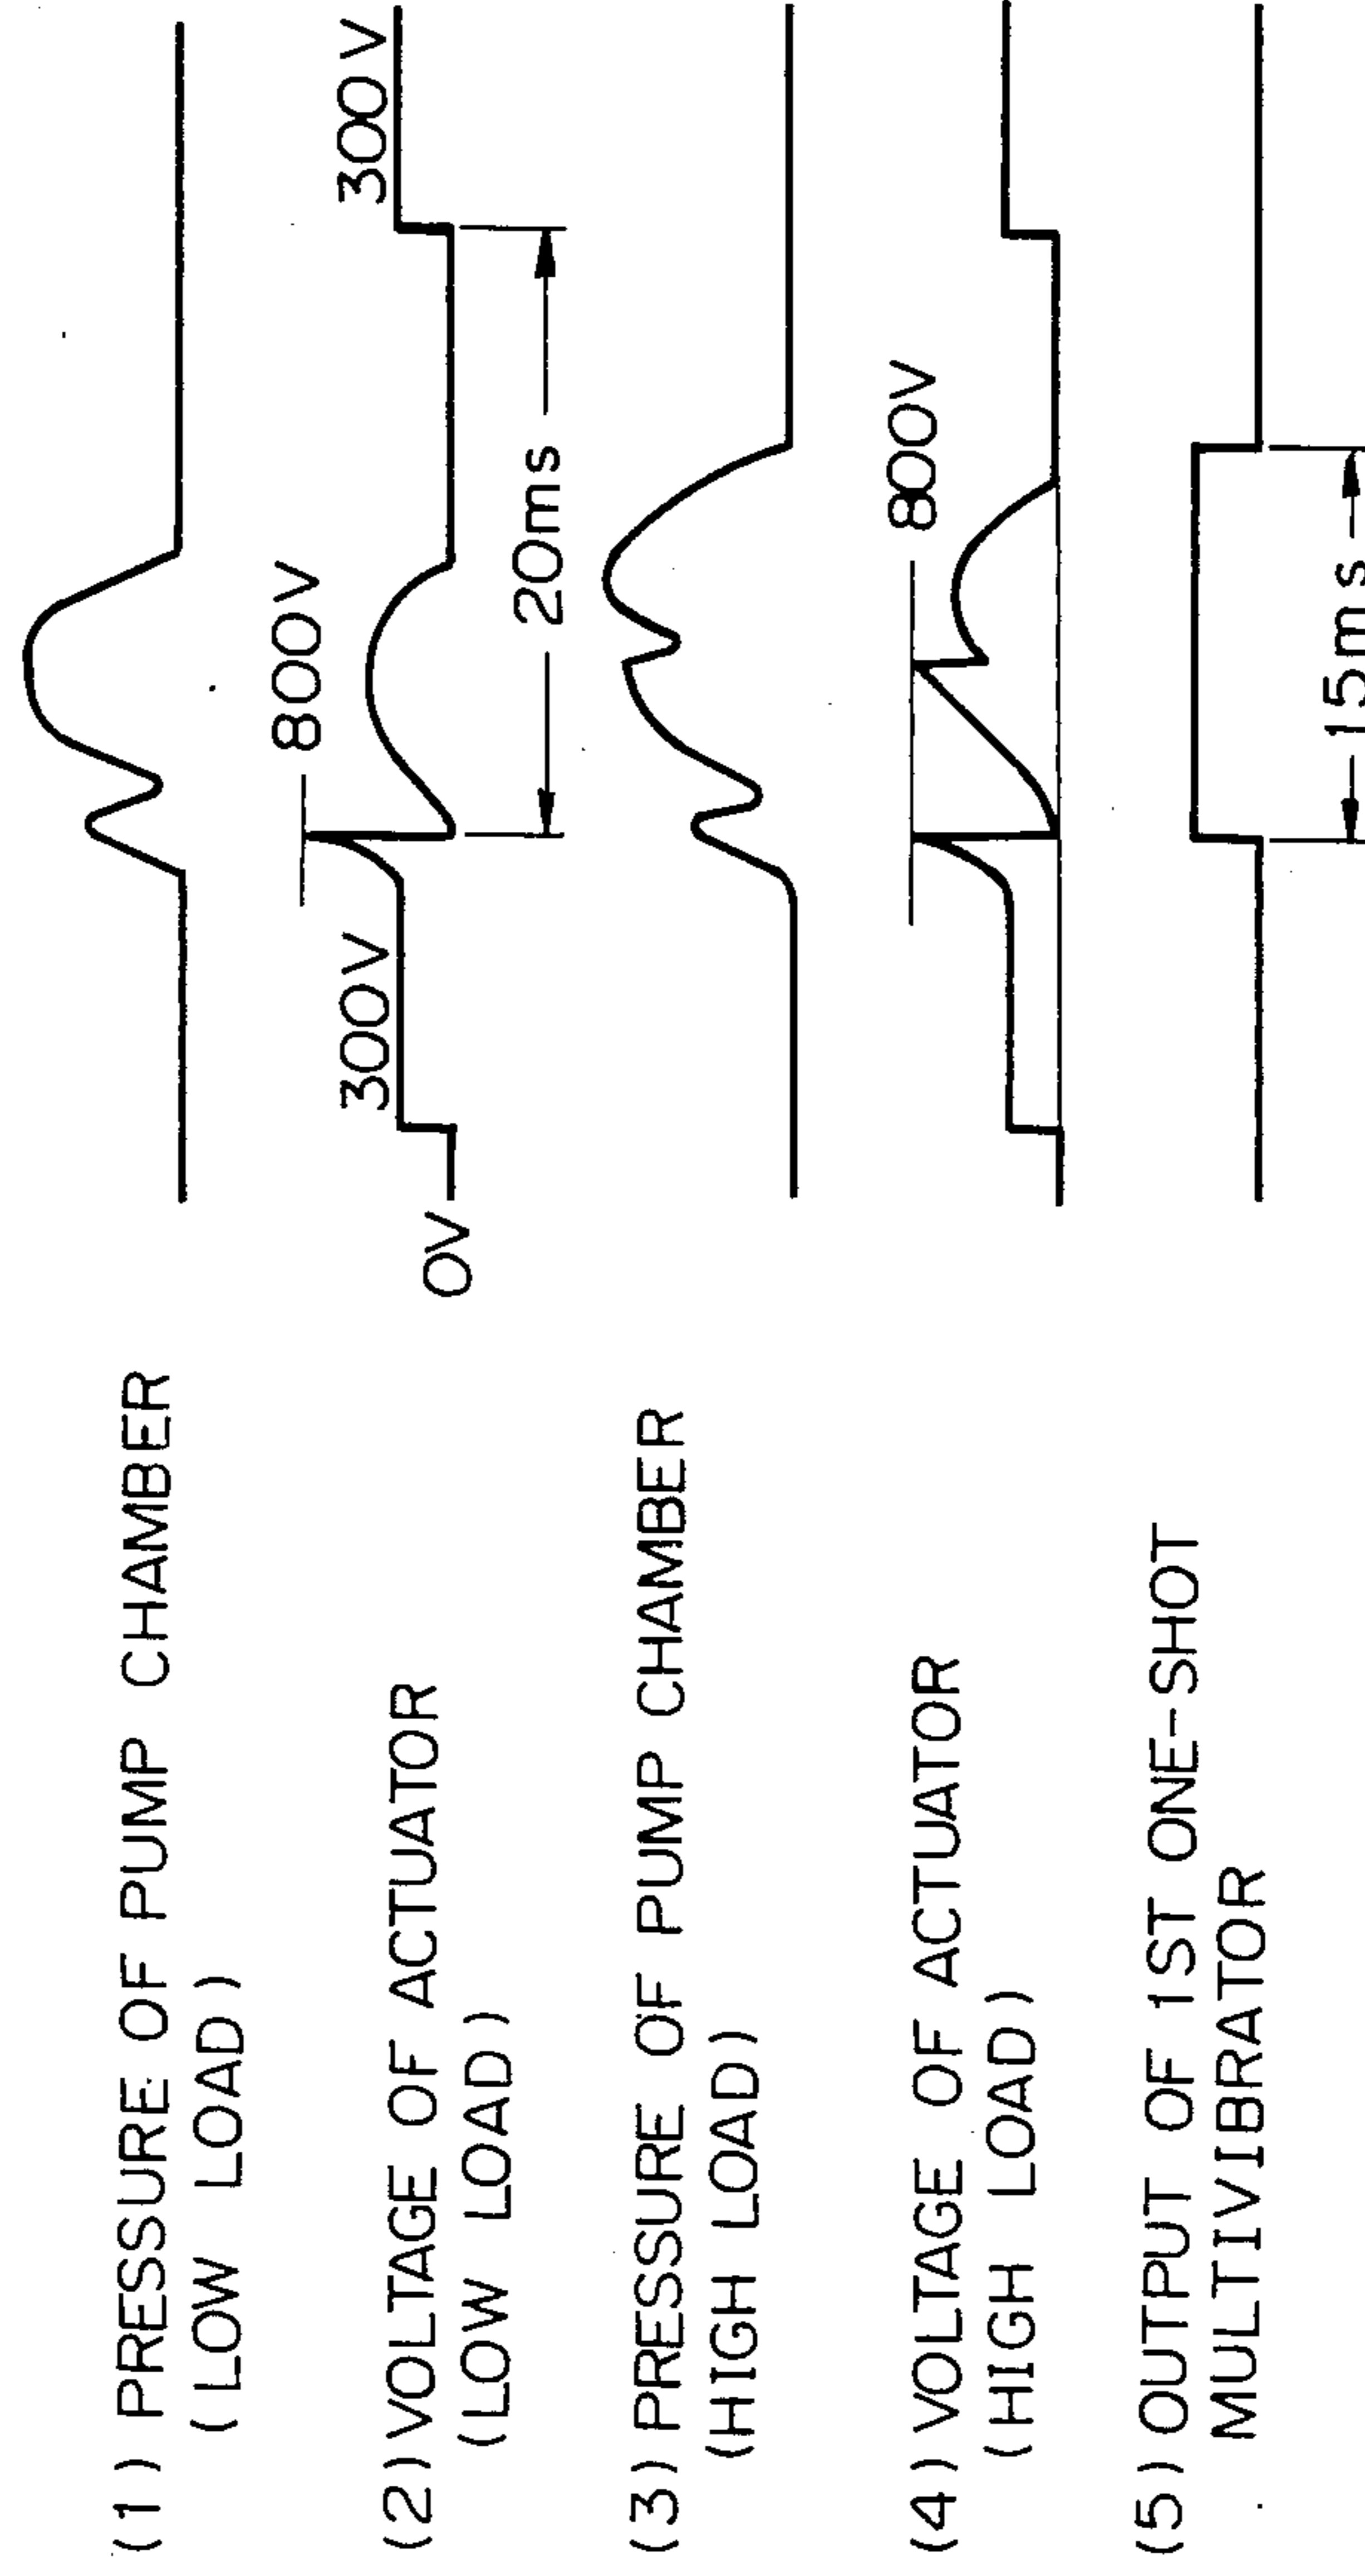 (1) PRESSURE OF PUMP CHAMBER
(LOW LOAD)
800V
(2) VOLTAGE OF ACTUATOR
(LOW LOAD)
0V
300V
300V
20ms
(3) PRESSURE OF PUMP CHAMBER
(HIGH LOAD)
800V
(4) VOLTAGE OF ACTUATOR
(HIGH LOAD)
(5) OUTPUT OF 1ST ONE-SHOT
MULTIVIBRATOR
15ms